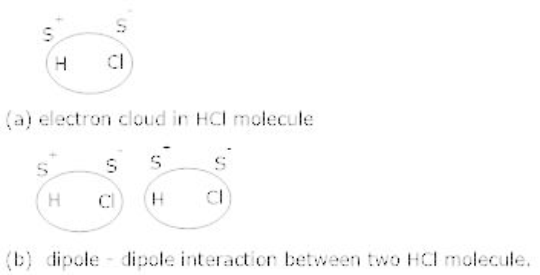 S⁺ S⁻
H Cl
(a) electron cloud in HCl molecule
S⁺ S⁻ S⁻ S⁻
H Cl H Cl
(b) dipole - dipole interaction between two HCl molecule.